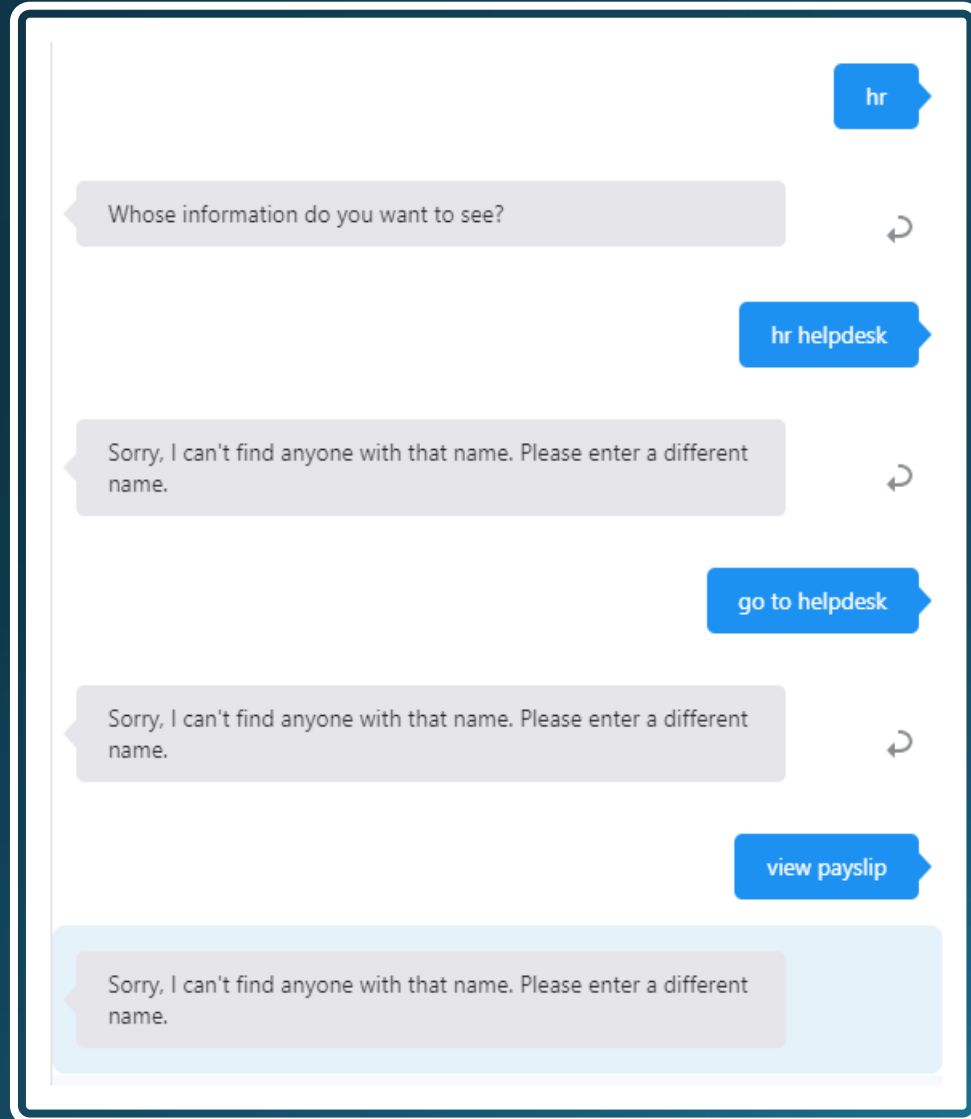 hr
Whose information do you want to see?
hr helpdesk
Sorry, I can't find anyone with that name. Please enter a different
name.
go to helpdesk
Sorry, I can't find anyone with that name. Please enter a different
name.
view payslip
Sorry, I can't find anyone with that name. Please enter a different
name.